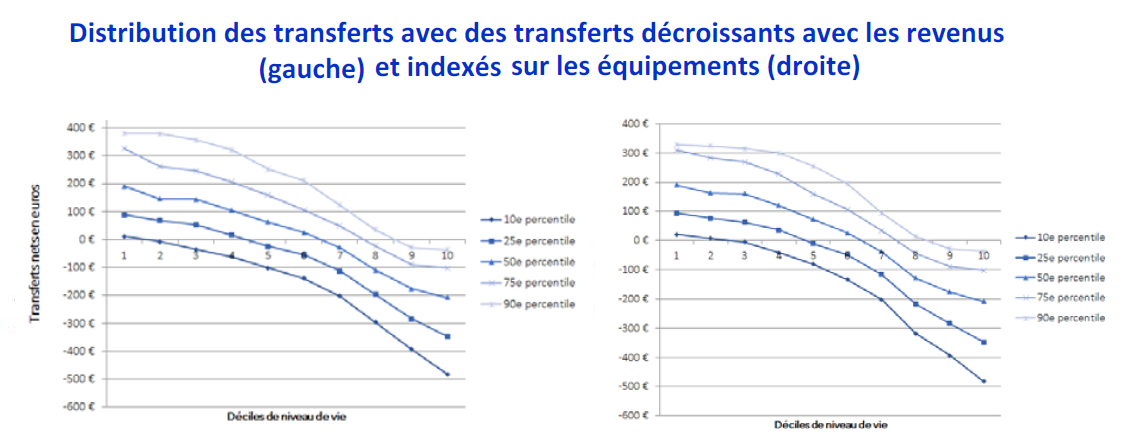 Distribution des transferts avec des transferts décroissants avec les revenus
(gauche) et indexés sur les équipements (droite)
Transferts nets en euros
400 €
300 €
200 €
100 €
0 €
-100 €
-200 €
-300 €
-400 €
-500 €
-600 €
1 2 3 4 5 6 7 8 9 10
Déciles de niveau de vie
10e percentile
25e percentile
50e percentile
75e percentile
90e percentile
400 €
300 €
200 €
100 €
0 €
-100 €
-200 €
-300 €
-400 €
-500 €
-600 €
1 2 3 4 5 6 7 8 9 10
Déciles de niveau de vie
10e percentile
25e percentile
50e percentile
75e percentile
90e percentile